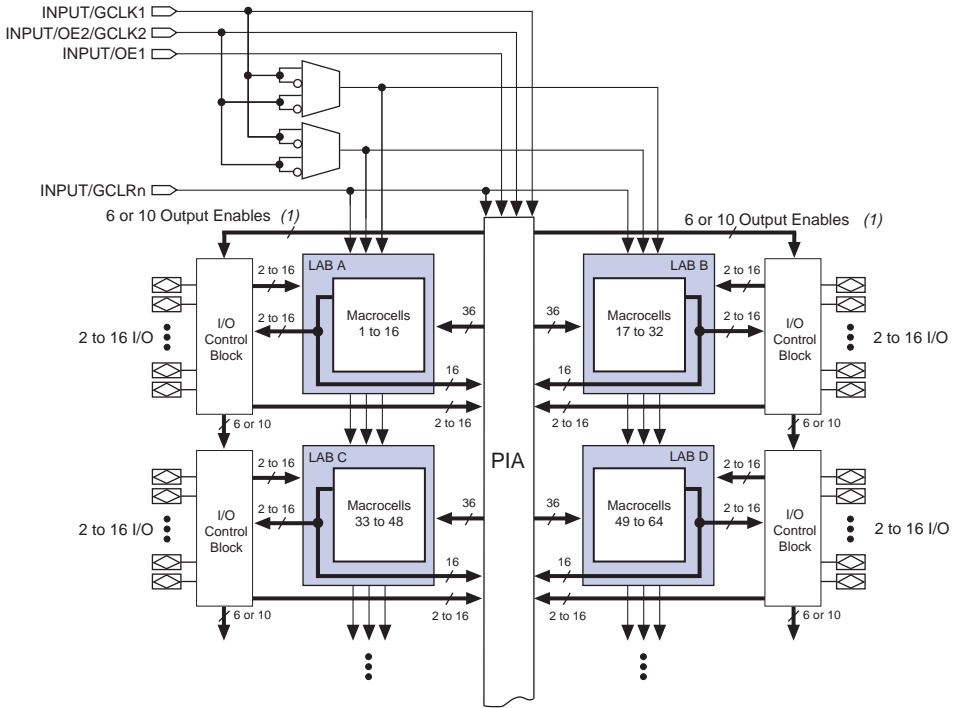 INPUT/GCLK1
INPUT/OE2/GCLK2
INPUT/OE1
INPUT/GCLRn
6 or 10 Output Enables (1)
6 or 10 Output Enables (1)
LAB A
LAB B
2 to 16
2 to 16
Macrocells
1 to 16
Macrocells
17 to 32
36
36
2 to 16
2 to 16
2 to 16 I/O
I/O
Control
Block
I/O
Control
Block
2 to 16 I/O
16
16
2 to 16
2 to 16
6 or 10
6 or 10
PIA
LAB C
LAB D
2 to 16
2 to 16
Macrocells
33 to 48
Macrocells
49 to 64
36
36
2 to 16
2 to 16
2 to 16 I/O
I/O
Control
Block
I/O
Control
Block
2 to 16 I/O
16
16
2 to 16
2 to 16
6 or 10
6 or 10